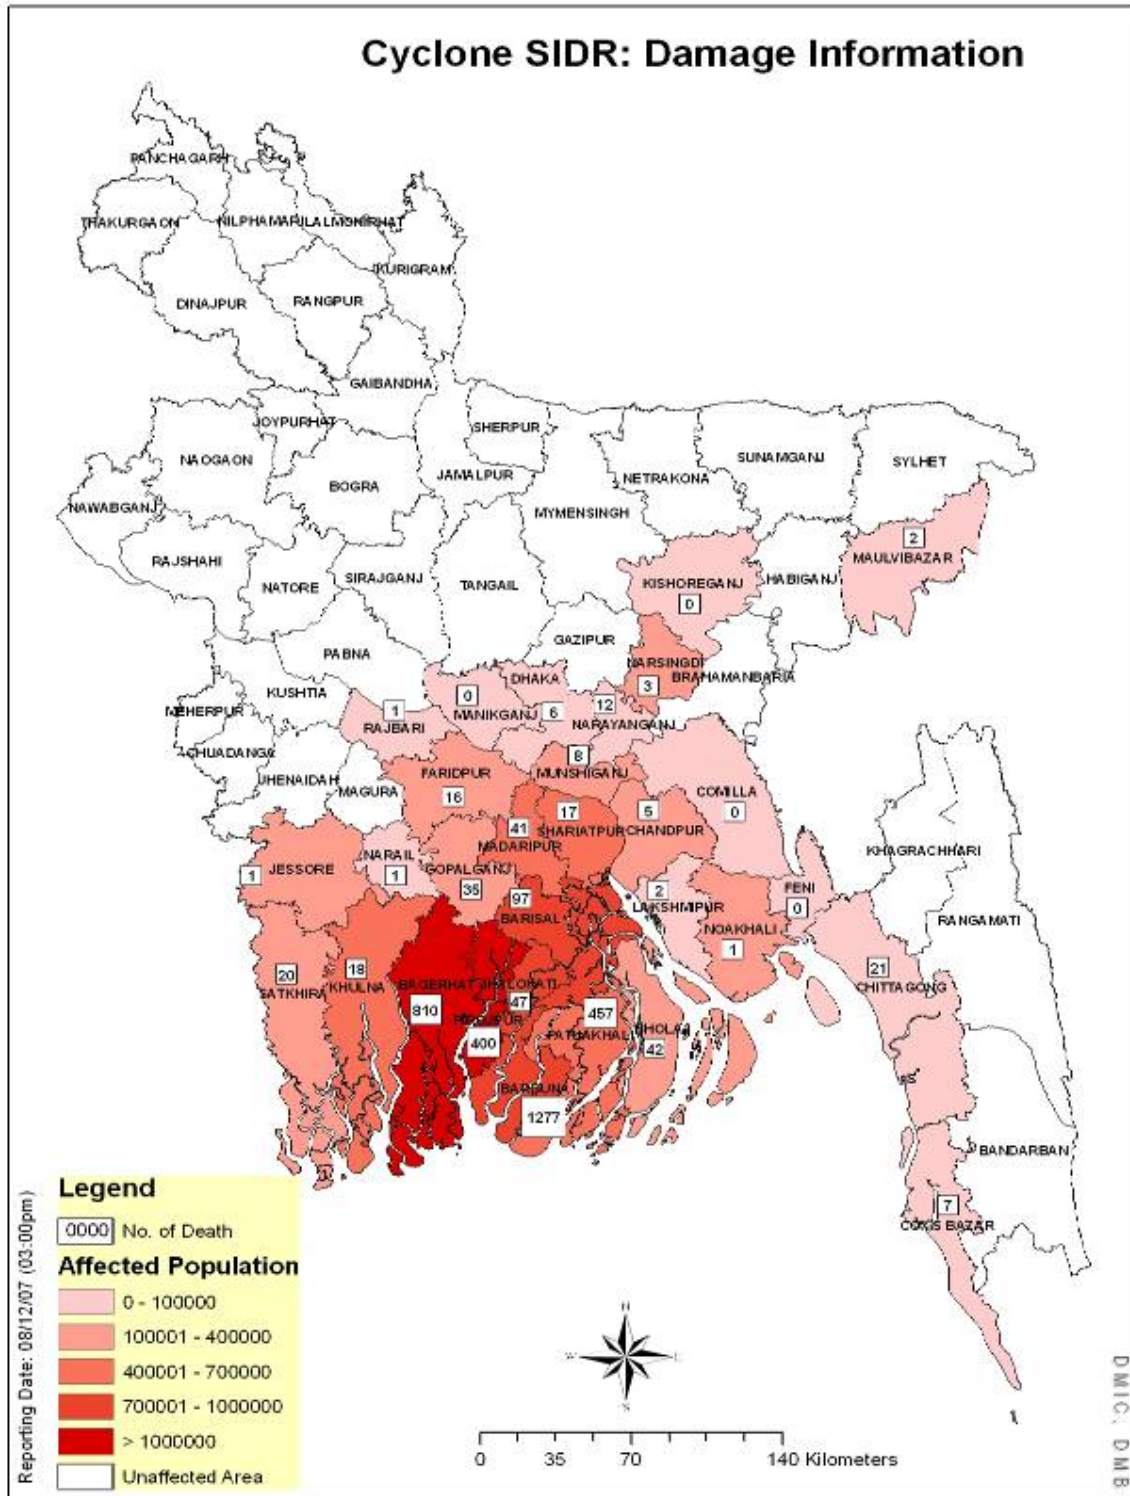 Cyclone SIDR: Damage Information
PANCHAGARH
THAKURGAON
NILPHAMARI
LALMONIRHAT
KURIGRAM
DINAJPUR
RANGPUR
GAIBANDHA
JOYPURHAT
SHERPUR
NAOGAON
SUNAMGANJ
SYLHET
BOGRA
JAMALPUR
NETRAKONA
NAWABGANJ
MYMENSINGH
2
MAULVIBAZAR
RAJSHAHI
SIRAJGANJ
NATORE
TANGAIL
KISHOREGANJ
0
HABIGANJ
GAZIPUR
PABNA
NARSINGDI
3
BRAHAMANBARIA
DHAKA
6
KUSHTIA
MEHERPUR
1
RAJBARI
0
MANIKGANJ
12
NARAYANGANJ
CHUADANGA
JHENAIDAH
MAGURA
FARIDPUR
16
8
MUNSHIGANJ
COMILLA
0
41
MADARIPUR
17
SHARIATPUR
5
CHANDPUR
KHAGRACHHARI
1
JESSORE
NARAIL
1
GOPALGANJ
35
97
BARISAL
2
LAKSHMIPUR
FENI
0
RANGAMATI
NOAKHALI
1
20
SATKHIRA
18
KHULNA
BAGERHAT
810
JHALOKATI
47
PIROJPUR
400
457
PATUAKHALI
BHOLA
42
21
CHITTAGONG
BARGUNA
1277
BANDARBAN
7
COX'S BAZAR
Legend
0000 No. of Death
Affected Population
0 - 100000
100001 - 400000
400001 - 700000
700001 - 1000000
> 1000000
Unaffected Area
Reporting Date: 08/12/07 (03:00pm)
N
W
E
S
0 35 70 140 Kilometers
DMIC, DMB